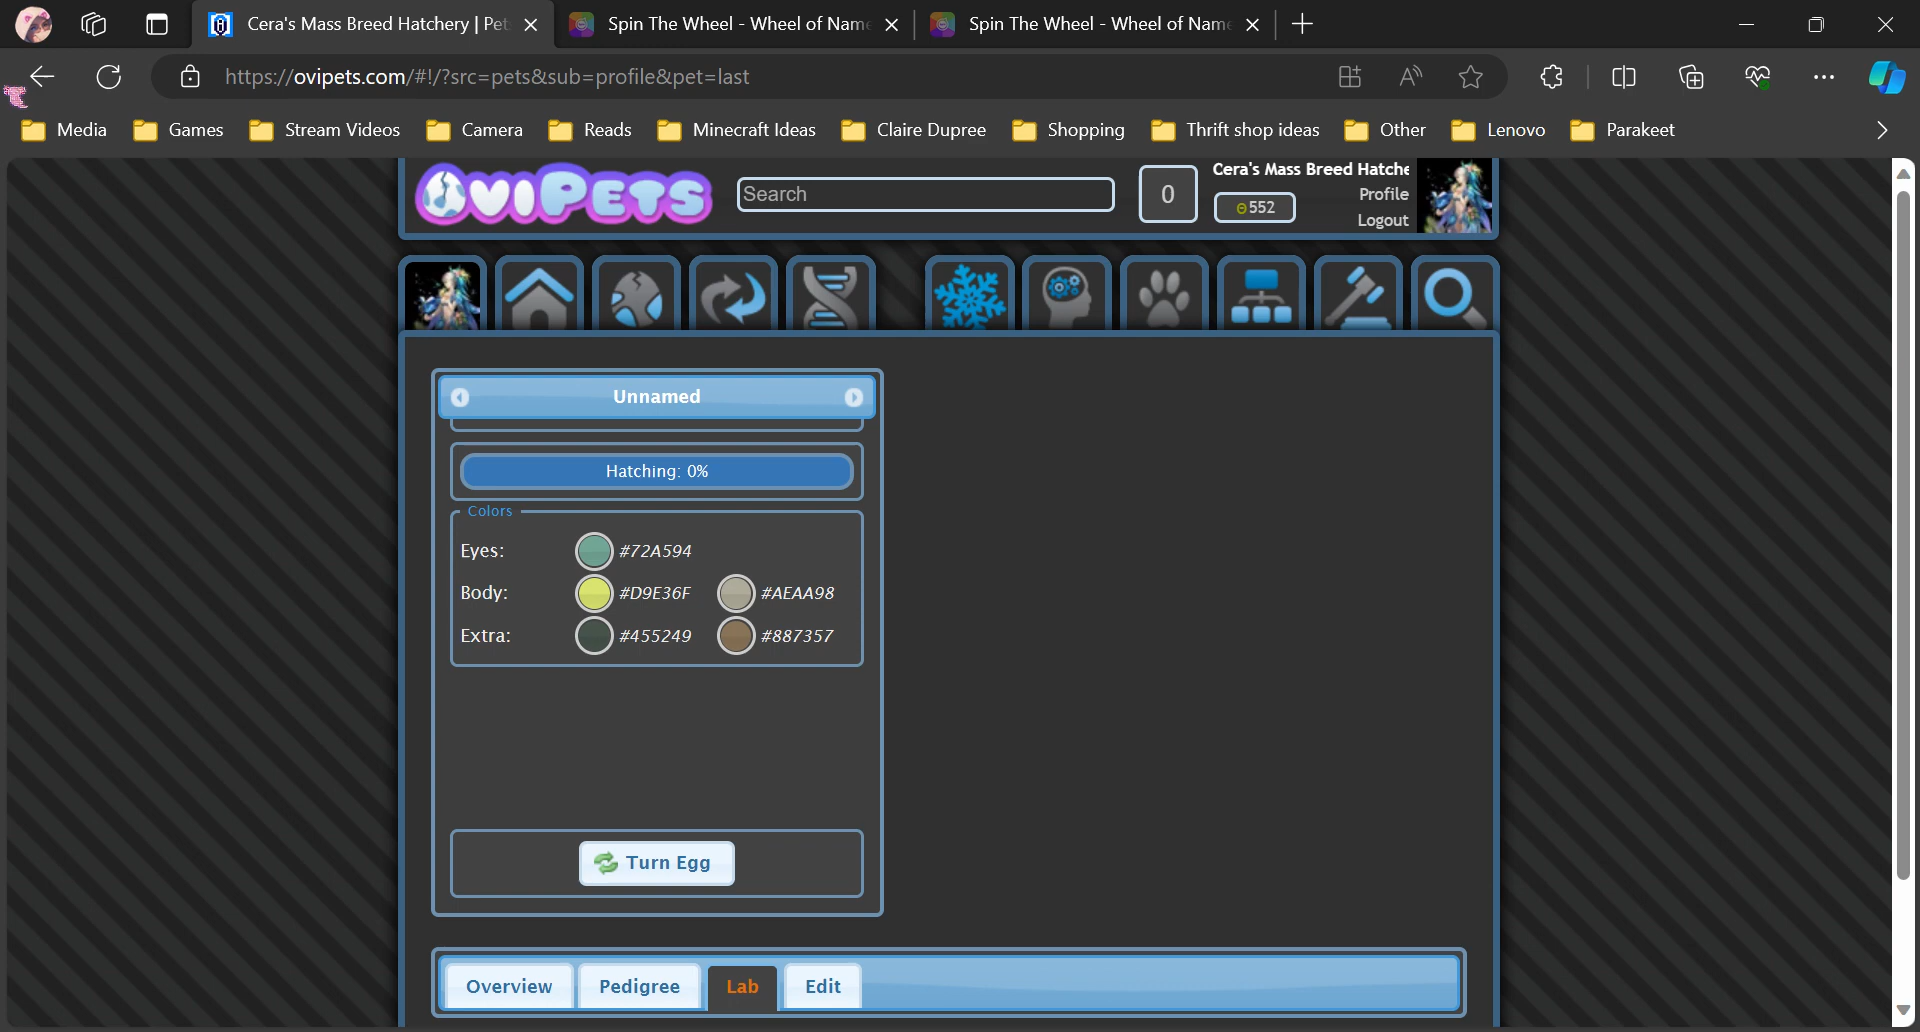 Cera's Mass Breed Hatchery | Pet
Spin The Wheel - Wheel of Name
Spin The Wheel - Wheel of Name
https://ovipets.com/#!/?src=pets&sub=profile&pet=last
Media
Games
Stream Videos
Camera
Reads
Minecraft Ideas
Claire Dupree
Shopping
Thrift shop ideas
Other
Lenovo
Parakeet
OviPets
Search
0
Cera's Mass Breed Hatche
552
Profile
Logout
Unnamed
Hatching: 0%
Colors
Eyes: #72A594
Body: #D9E36F #AEAA98
Extra: #455249 #887357
Turn Egg
Overview
Pedigree
Lab
Edit